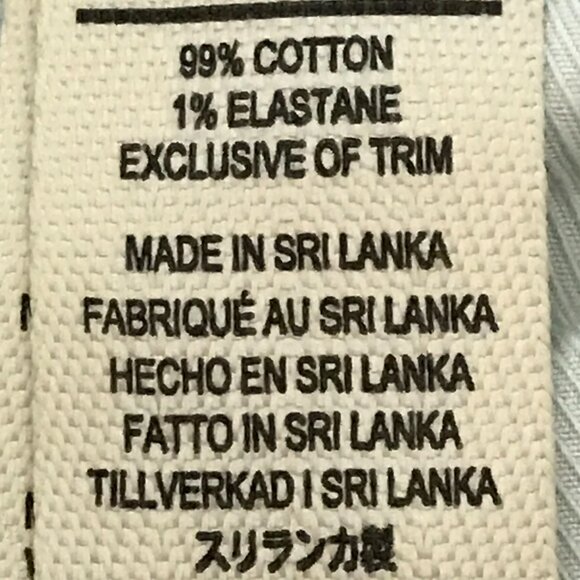 99% COTTON
1% ELASTANE
EXCLUSIVE OF TRIM
MADE IN SRI LANKA
FABRIQUÉ AU SRI LANKA
HECHO EN SRI LANKA
FATTO IN SRI LANKA
TILLVERKAD I SRI LANKA
スリランカ製